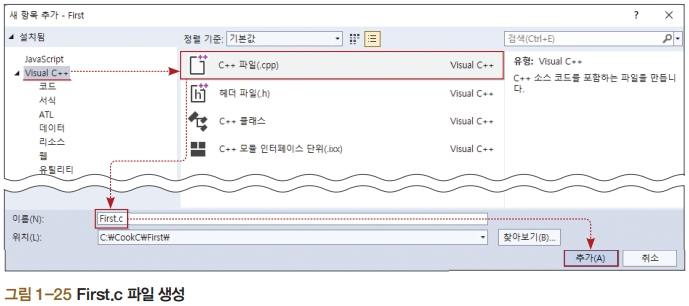 새 항목 추가 - First
? ×
설치됨
정렬 기준: 기본값
검색(Ctrl+E)
JavaScript
Visual C++
코드
서식
ATL
데이터
리소스
웹
유틸리티
C++ 파일(.cpp) Visual C++
헤더 파일(.h) Visual C++
C++ 클래스 Visual C++
C++ 모듈 인터페이스 단위(.ixx) Visual C++
유형: Visual C++
C++ 소스 코드를 포함하는 파일을 만듭니
다.
이름(N): First.c
위치(L): C:₩CookC₩First₩
찾아보기(B)...
추가(A) 취소
그림 1-25 First.c 파일 생성